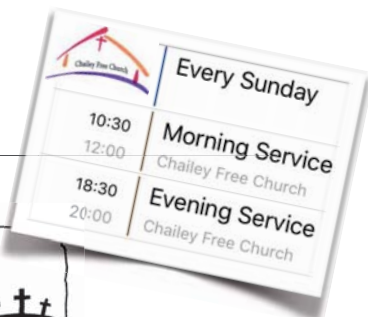 Chailey Free Church
Every Sunday
10:30 Morning Service
12:00 Chailey Free Church
18:30 Evening Service
20:00 Chailey Free Church